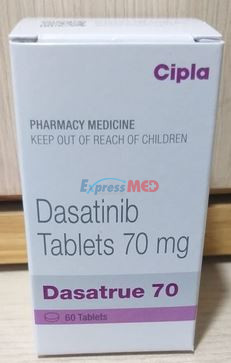 Cipla
PHARMACY MEDICINE
KEEP OUT OF REACH OF CHILDREN
ExpressMED
Dasatinib
Tablets 70 mg
Dasatrue 70
60 Tablets